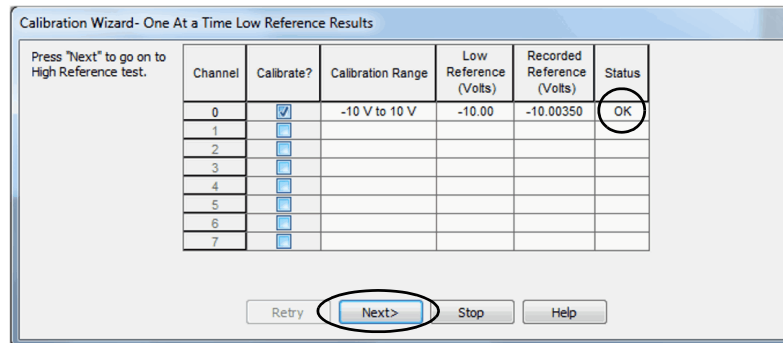 Calibration Wizard- One At a Time Low Reference Results
Press "Next" to go on to
High Reference test.
Channel Calibrate? Calibration Range Low Reference (Volts) Recorded Reference (Volts) Status
0 -10 V to 10 V -10.00 -10.00350 OK
1
2
3
4
5
6
7
Retry Next> Stop Help